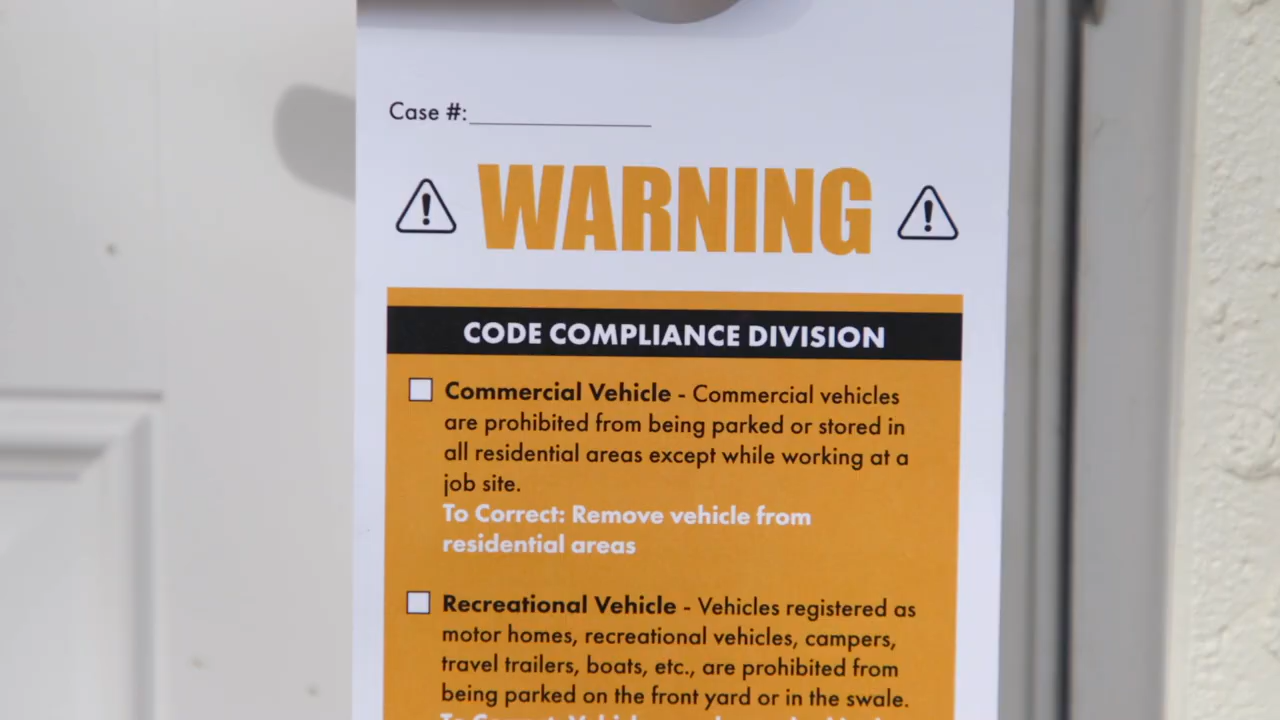 Case #:
WARNING
CODE COMPLIANCE DIVISION
Commercial Vehicle - Commercial vehicles
are prohibited from being parked or stored in
all residential areas except while working at a
job site.
To Correct: Remove vehicle from
residential areas
Recreational Vehicle - Vehicles registered as
motor homes, recreational vehicles, campers,
travel trailers, boats, etc., are prohibited from
being parked on the front yard or in the swale.